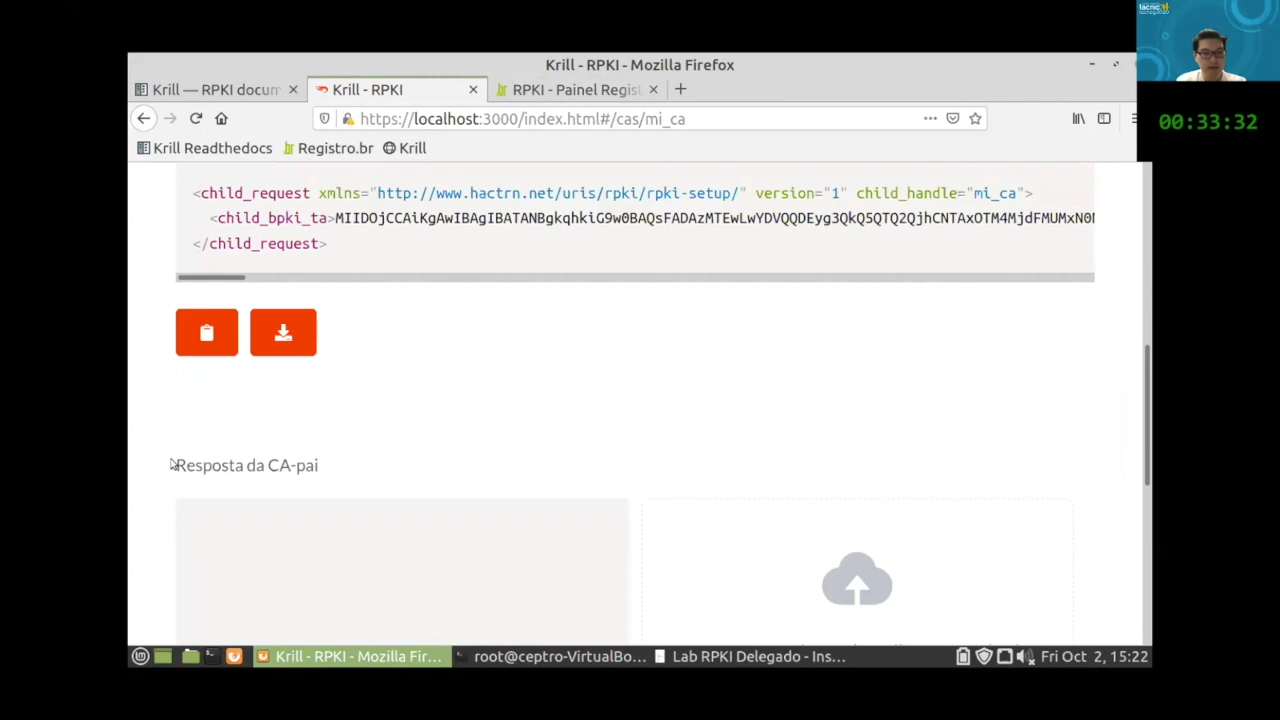 lacnic
Krill - RPKI - Mozilla Firefox
Krill — RPKI docum
Krill - RPKI
RPKI - Painel Regist
https://localhost:3000/index.html#/cas/mi_ca
00:33:32
Krill Readthedocs
Registro.br
Krill
<child_request xmlns="http://www.hactrn.net/uris/rpki/rpki-setup/" version="1" child_handle="mi_ca">
<child_bpki_ta>MIIDOjCCAiKgAwIBAgIBATANBgkqhkiG9w0BAQsFADAzMTEwLwYDVQQDEyg3QkQ5QTQ2QjhCNTAxOTM4MjdFMUMxN0
</child_request>
Resposta da CA-pai
Krill - RPKI - Mozilla Fir...
root@ceptro-VirtualBo...
Lab RPKI Delegado - Ins...
Fri Oct 2, 15:22